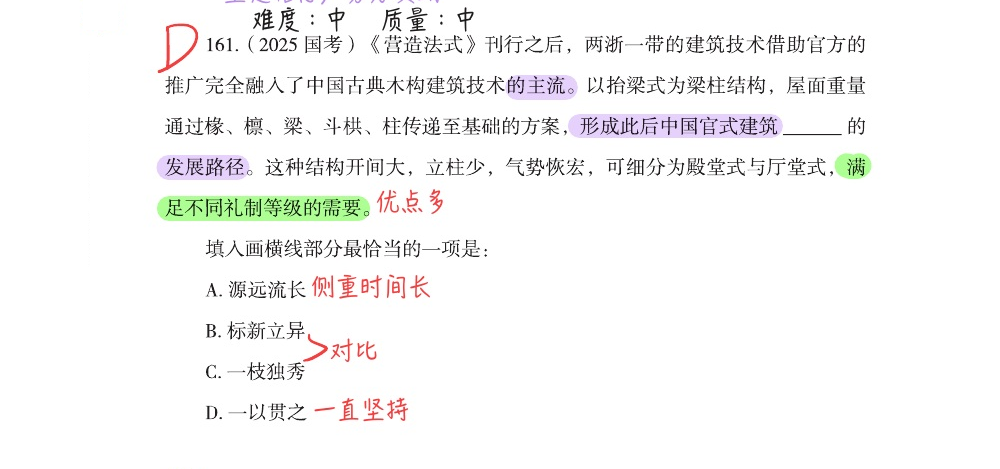 难度：中 质量：中
D
161.（2025 国考）《营造法式》刊行之后，两浙一带的建筑技术借助官方的
推广完全融入了中国古典木构建筑技术的主流。以抬梁式为梁柱结构，屋面重量
通过椽、檩、梁、斗栱、柱传递至基础的方案，形成此后中国官式建筑______的
发展路径。这种结构开间大，立柱少，气势恢宏，可细分为殿堂式与厅堂式，满
足不同礼制等级的需要。优点多
填入画横线部分最恰当的一项是：
A. 源远流长 侧重时间长
B. 标新立异
对比
C. 一枝独秀
D. 一以贯之 一直坚持